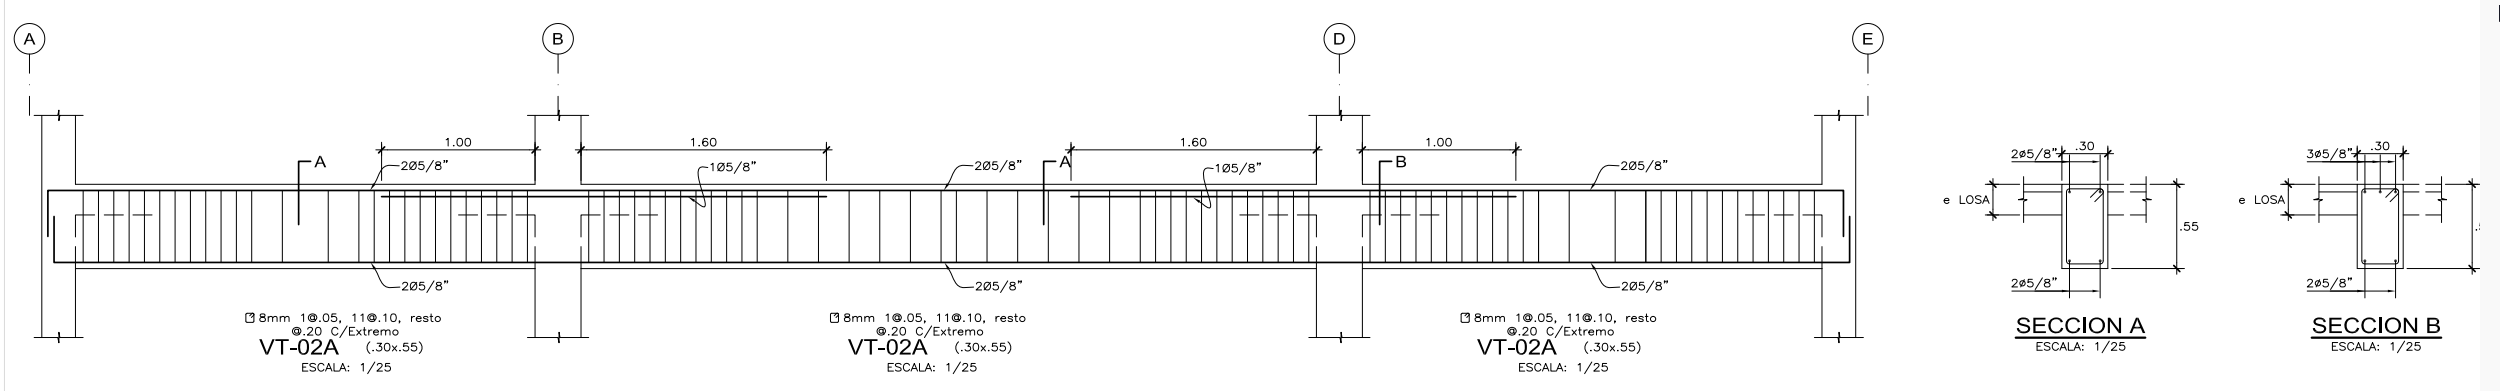 A
B
D
E
1.00
1.60
1.60
1.00
A
2Ø5/8"
1Ø5/8"
2Ø5/8"
A
1Ø5/8"
B
2Ø5/8"
2Ø5/8"
2Ø5/8"
2Ø5/8"
8mm 1@.05, 11@.10, resto
@.20 C/Extremo
VT-02A (.30x.55)
ESCALA: 1/25
8mm 1@.05, 11@.10, resto
@.20 C/Extremo
VT-02A (.30x.55)
ESCALA: 1/25
8mm 1@.05, 11@.10, resto
@.20 C/Extremo
VT-02A (.30x.55)
ESCALA: 1/25
.30
2ø5/8"
e LOSA
.55
2ø5/8"
SECCION A
ESCALA: 1/25
.30
3ø5/8"
e LOSA
2ø5/8"
SECCION B
ESCALA: 1/25